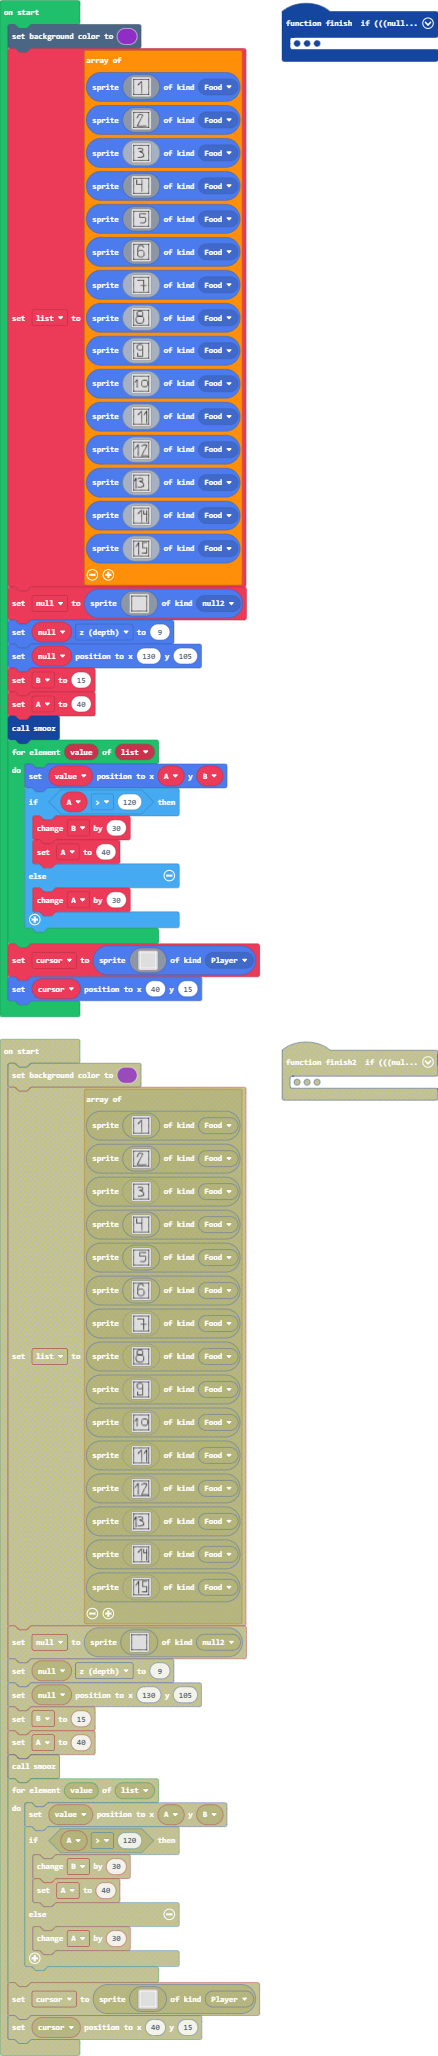 on start
function finish if (((null...
set background color to
array of
sprite 1 of kind Food
sprite 2 of kind Food
sprite 3 of kind Food
sprite 4 of kind Food
sprite 5 of kind Food
sprite 6 of kind Food
sprite 7 of kind Food
set list to sprite 8 of kind Food
sprite 9 of kind Food
sprite 10 of kind Food
sprite 11 of kind Food
sprite 12 of kind Food
sprite 13 of kind Food
sprite 14 of kind Food
sprite 15 of kind Food
set null to sprite of kind null2
set null z (depth) to 9
set null position to x 130 y 105
set B to 15
set A to 40
call smooz
for element value of list
do set value position to x A y B
if A > 120 then
change B by 30
set A to 40
else
change A by 30
set cursor to sprite of kind Player
set cursor position to x 40 y 15
on start
function finish2 if (((nul...
set background color to
array of
sprite 1 of kind Food
sprite 2 of kind Food
sprite 3 of kind Food
sprite 4 of kind Food
sprite 5 of kind Food
sprite 6 of kind Food
sprite 7 of kind Food
set list to sprite 8 of kind Food
sprite 9 of kind Food
sprite 10 of kind Food
sprite 11 of kind Food
sprite 12 of kind Food
sprite 13 of kind Food
sprite 14 of kind Food
sprite 15 of kind Food
set null to sprite of kind null2
set null z (depth) to 9
set null position to x 130 y 105
set B to 15
set A to 40
call smooz
for element value of list
do set value position to x A y B
if A > 120 then
change B by 30
set A to 40
else
change A by 30
set cursor to sprite of kind Player
set cursor position to x 40 y 15